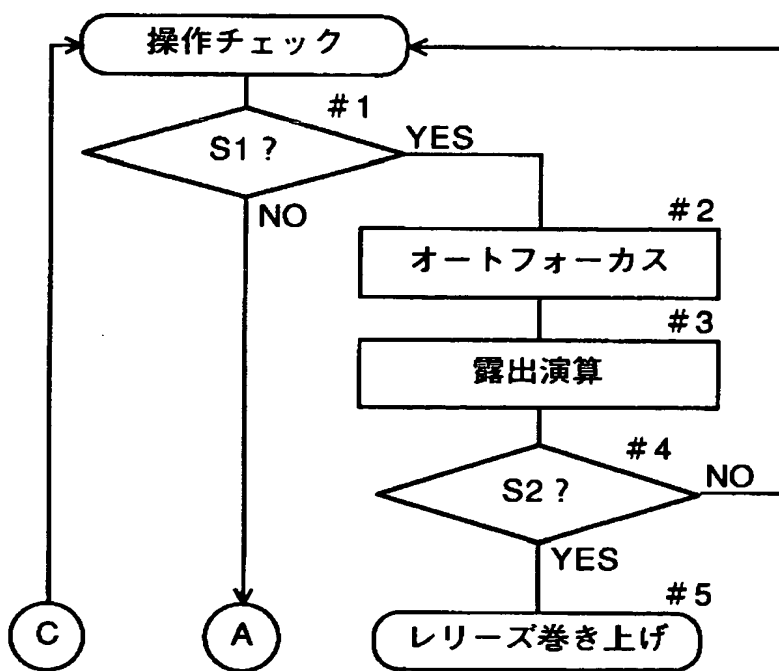 操作チェック
#1
S1?
YES
NO
#2
オートフォーカス
#3
露出演算
#4
S2?
NO
YES
#5
レリーズ巻き上げ
C
A